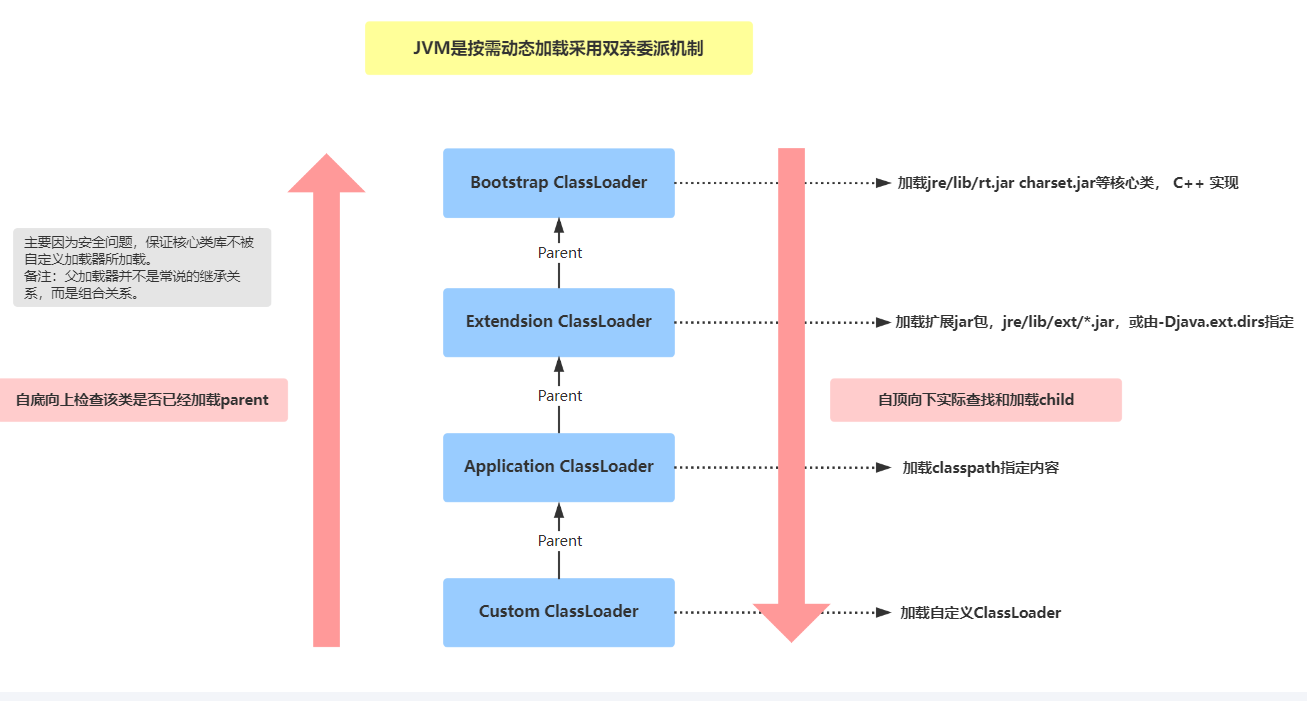 JVM是按需动态加载采用双亲委派机制
Bootstrap ClassLoader
加载jre/lib/rt.jar charset.jar等核心类， C++ 实现
Parent
主要因为安全问题，保证核心类库不被
自定义加载器所加载。
备注：父加载器并不是常说的继承关
系，而是组合关系。
Extendsion ClassLoader
加载扩展jar包，jre/lib/ext/*.jar，或由-Djava.ext.dirs指定
Parent
自底向上检查该类是否已经加载parent
自顶向下实际查找和加载child
Application ClassLoader
加载classpath指定内容
Parent
Custom ClassLoader
加载自定义ClassLoader